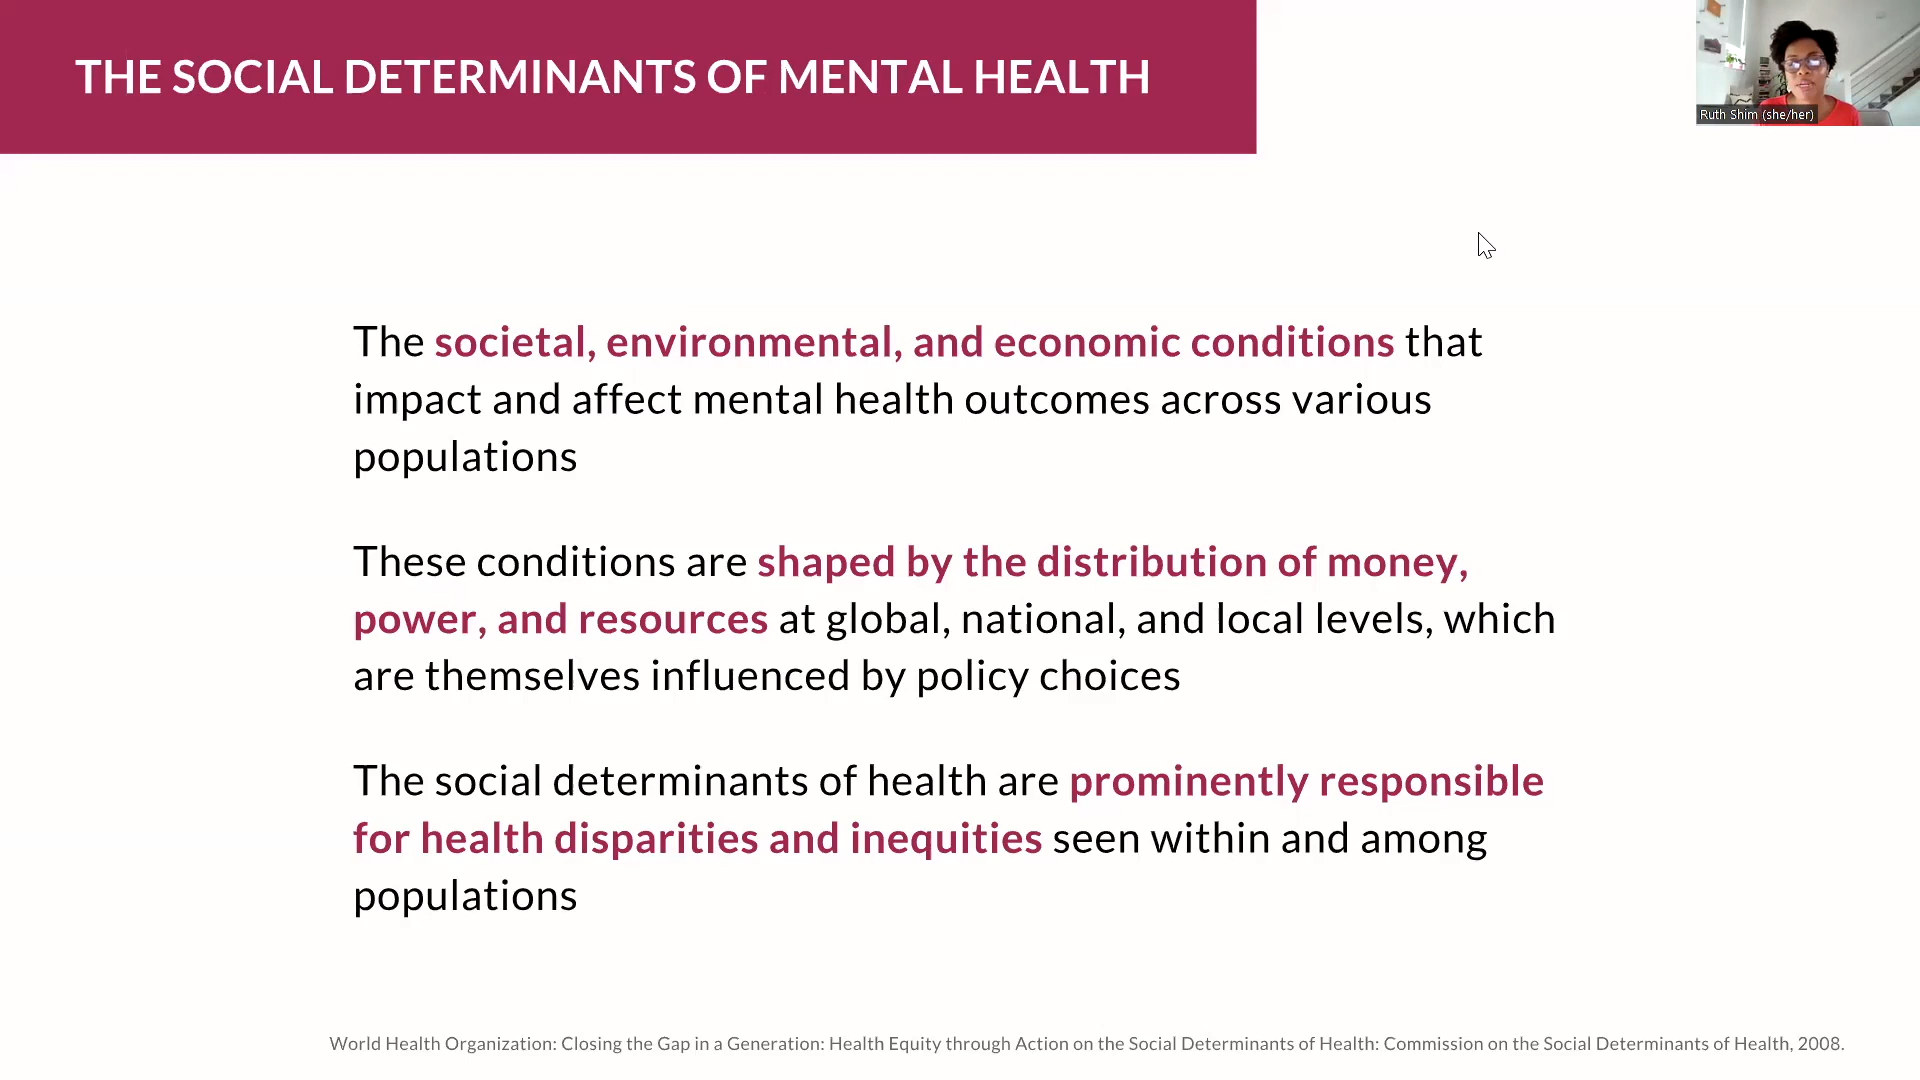 THE SOCIAL DETERMINANTS OF MENTAL HEALTH
Ruth Shim (she/her)
The societal, environmental, and economic conditions that
impact and affect mental health outcomes across various
populations
These conditions are shaped by the distribution of money,
power, and resources at global, national, and local levels, which
are themselves influenced by policy choices
The social determinants of health are prominently responsible
for health disparities and inequities seen within and among
populations
World Health Organization: Closing the Gap in a Generation: Health Equity through Action on the Social Determinants of Health: Commission on the Social Determinants of Health, 2008.